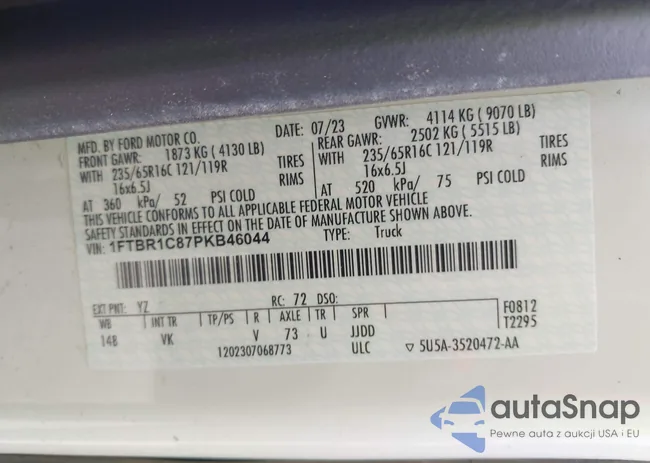 MFD. BY FORD MOTOR CO.
DATE: 07/23 GVWR: 4114 KG ( 9070 LB)
FRONT GAWR: 1873 KG ( 4130 LB) REAR GAWR: 2502 KG ( 5515 LB)
WITH 235/65R16C 121/119R TIRES WITH 235/65R16C 121/119R TIRES
16x6.5J RIMS 16x6.5J RIMS
AT 360 kPa/ 52 PSI COLD AT 520 kPa/ 75 PSI COLD
THIS VEHICLE CONFORMS TO ALL APPLICABLE FEDERAL MOTOR VEHICLE
SAFETY STANDARDS IN EFFECT ON THE DATE OF MANUFACTURE SHOWN ABOVE.
VIN: 1FTBR1C87PKB46044 TYPE: Truck
EXT PNT: YZ RC: 72 DSO: F0812
WB INT TR TP/PS R AXLE TR SPR T2295
148 VK V 73 U JJDD
1202307068773 ULC ▽ 5U5A-3520472-AA
autaSnap
Pewne auta z aukcji USA i EU